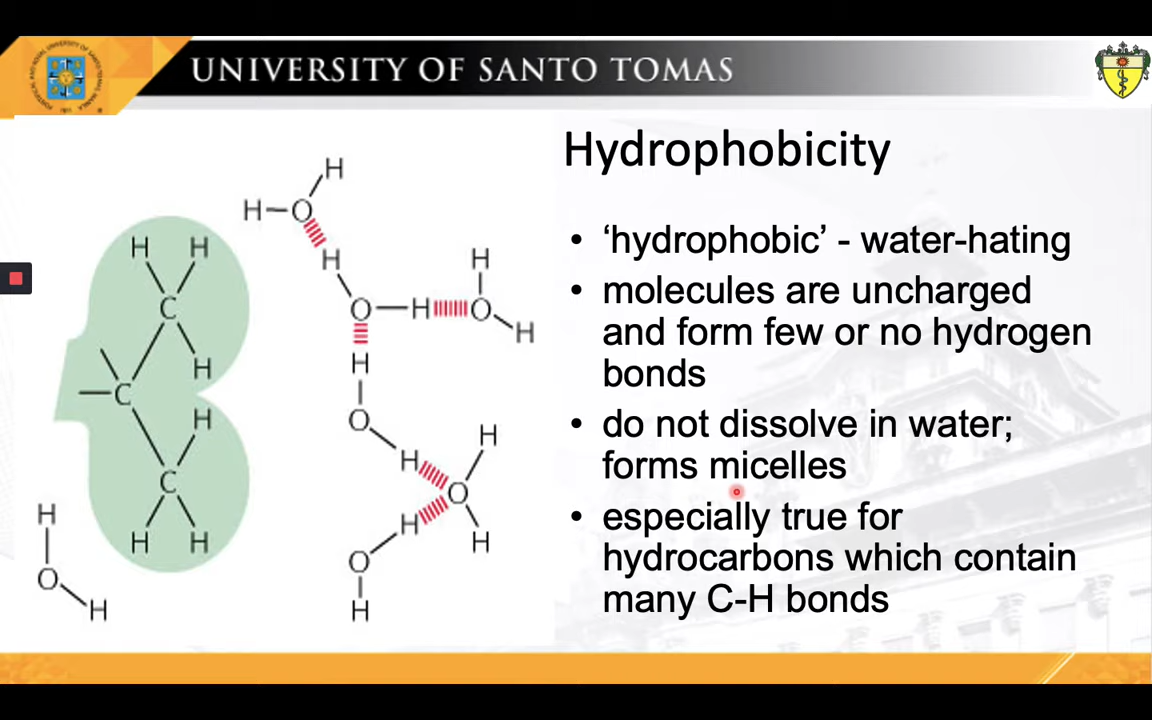 UNIVERSITY OF SANTO TOMAS
Hydrophobicity
• ‘hydrophobic’ - water-hating
• molecules are uncharged
and form few or no hydrogen
bonds
• do not dissolve in water;
forms micelles
• especially true for
hydrocarbons which contain
many C-H bonds
H
H O
H
H H
H
C
O H O
H
H
H
C
O
H
H
H
C
O
H
H
H
H
O
H
H H
O
H
H